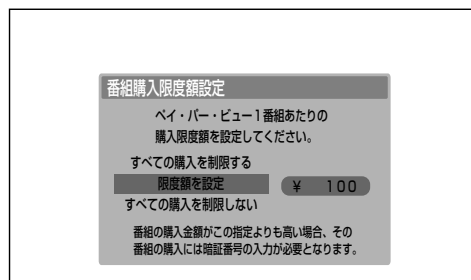 番組購入限度額設定
ペイ・パー・ビュー1番組あたりの
購入限度額を設定してください。
すべての購入を制限する
限度額を設定 ¥ 100
すべての購入を制限しない
番組の購入金額がこの指定よりも高い場合、その
番組の購入には暗証番号の入力が必要となります。